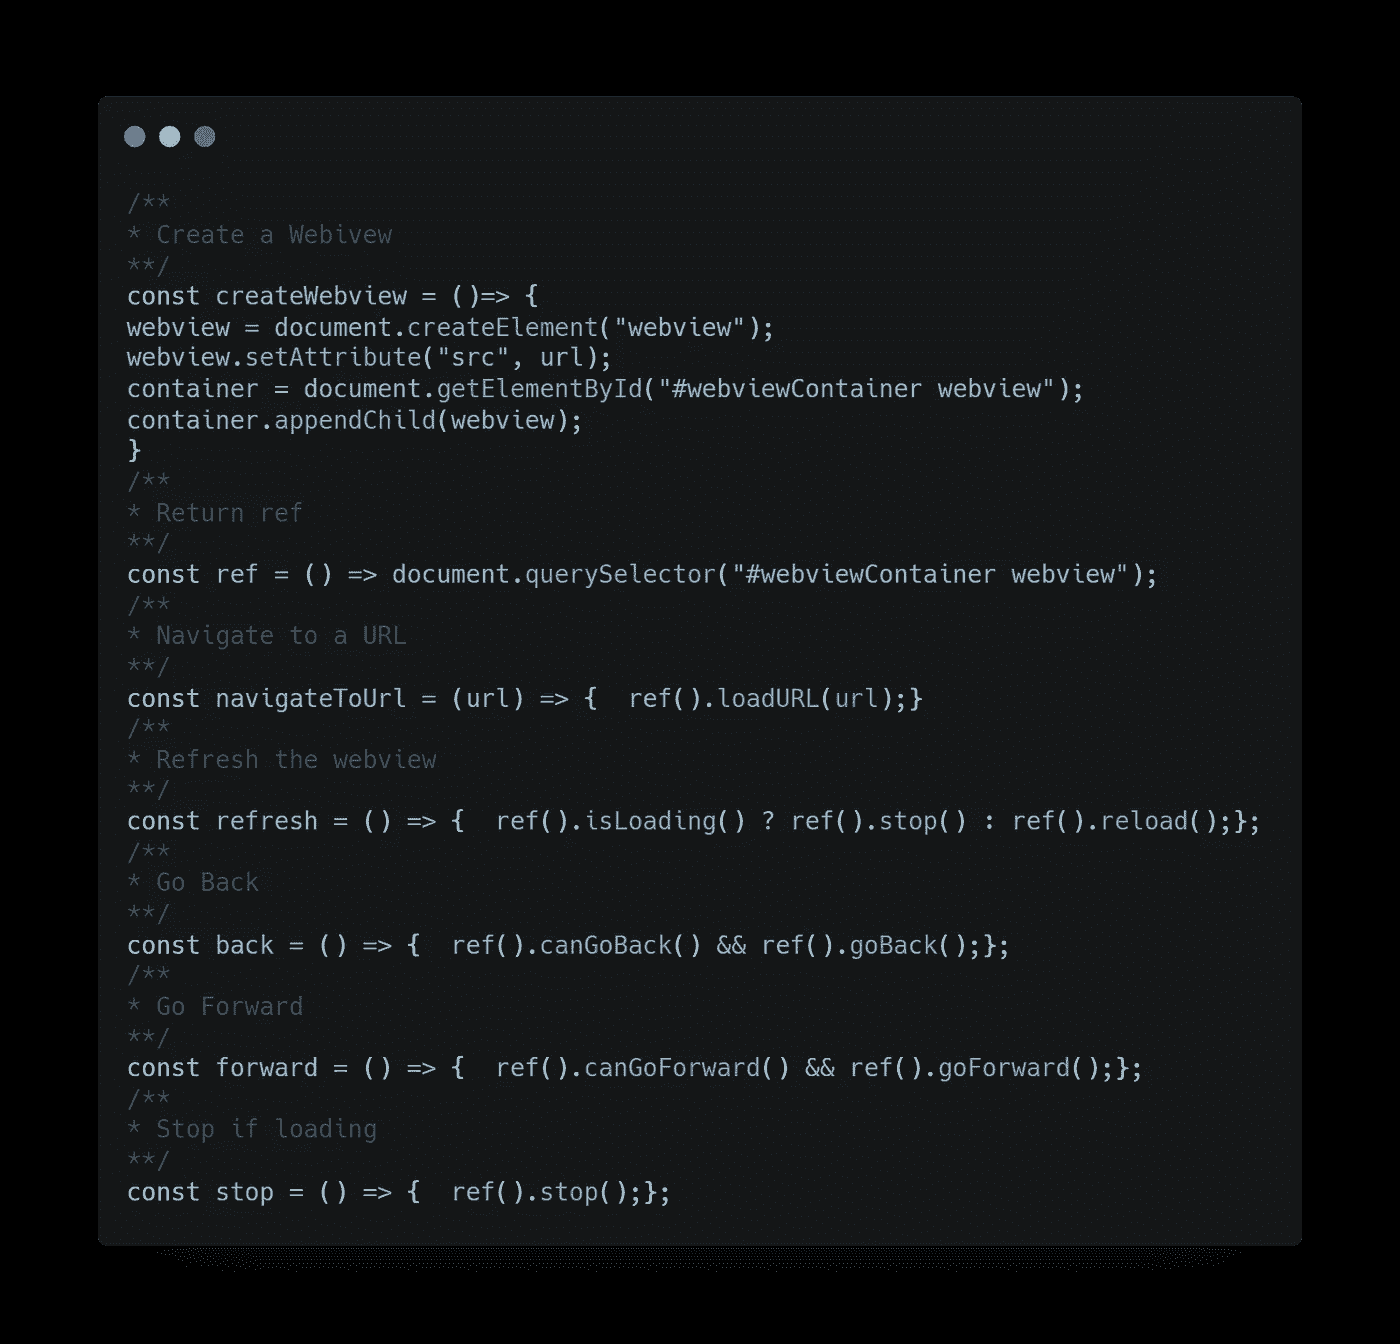 /**
* Create a Webivew
**/
const createWebview = ()=> {
webview = document.createElement("webview");
webview.setAttribute("src", url);
container = document.getElementById("#webviewContainer webview");
container.appendChild(webview);
}
/**
* Return ref
**/
const ref = () => document.querySelector("#webviewContainer webview");
/**
* Navigate to a URL
**/
const navigateToUrl = (url) => {  ref().loadURL(url);}
/**
* Refresh the webview
**/
const refresh = () => {  ref().isLoading() ? ref().stop() : ref().reload();};
/**
* Go Back
**/
const back = () => {  ref().canGoBack() && ref().goBack();};
/**
* Go Forward
**/
const forward = () => {  ref().canGoForward() && ref().goForward();};
/**
* Stop if loading
**/
const stop = () => {  ref().stop();};